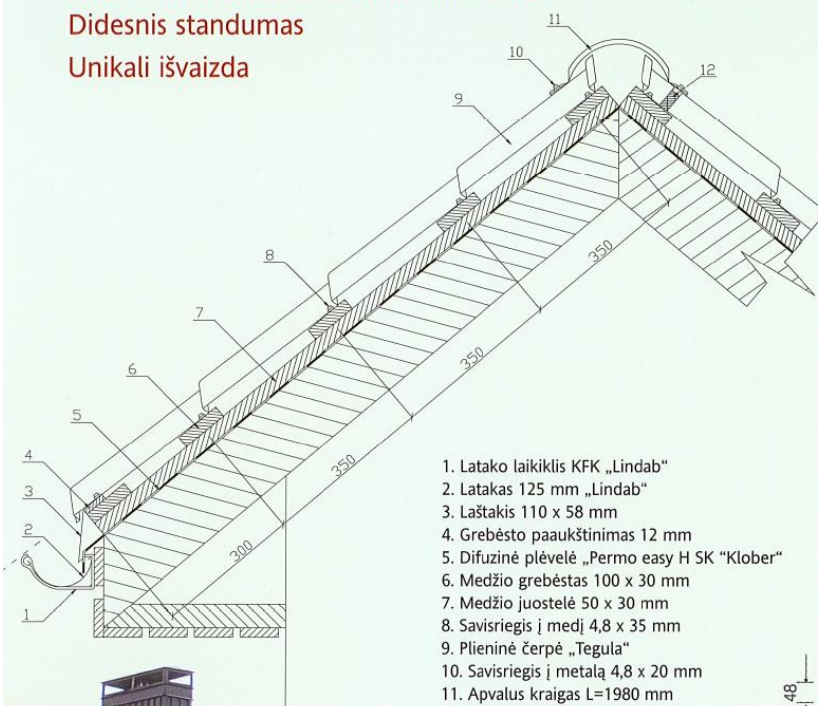 Didesnis standumas
Unikali išvaizda
11
10
12
9
8
7
6
5
4
3
2
1
350
350
350
300
1. Latako laikiklis KFK „Lindab“
2. Latakas 125 mm „Lindab“
3. Laštakis 110 x 58 mm
4. Grebėsto paaukštinimas 12 mm
5. Difuzinė plėvelė „Permo easy H SK “Klober“
6. Medžio grebėstas 100 x 30 mm
7. Medžio juostelė 50 x 30 mm
8. Savisriegis į medį 4,8 x 35 mm
9. Plieninė čerpė „Tegula“
10. Savisriegis į metalą 4,8 x 20 mm
11. Apvalus kraigas L=1980 mm
48